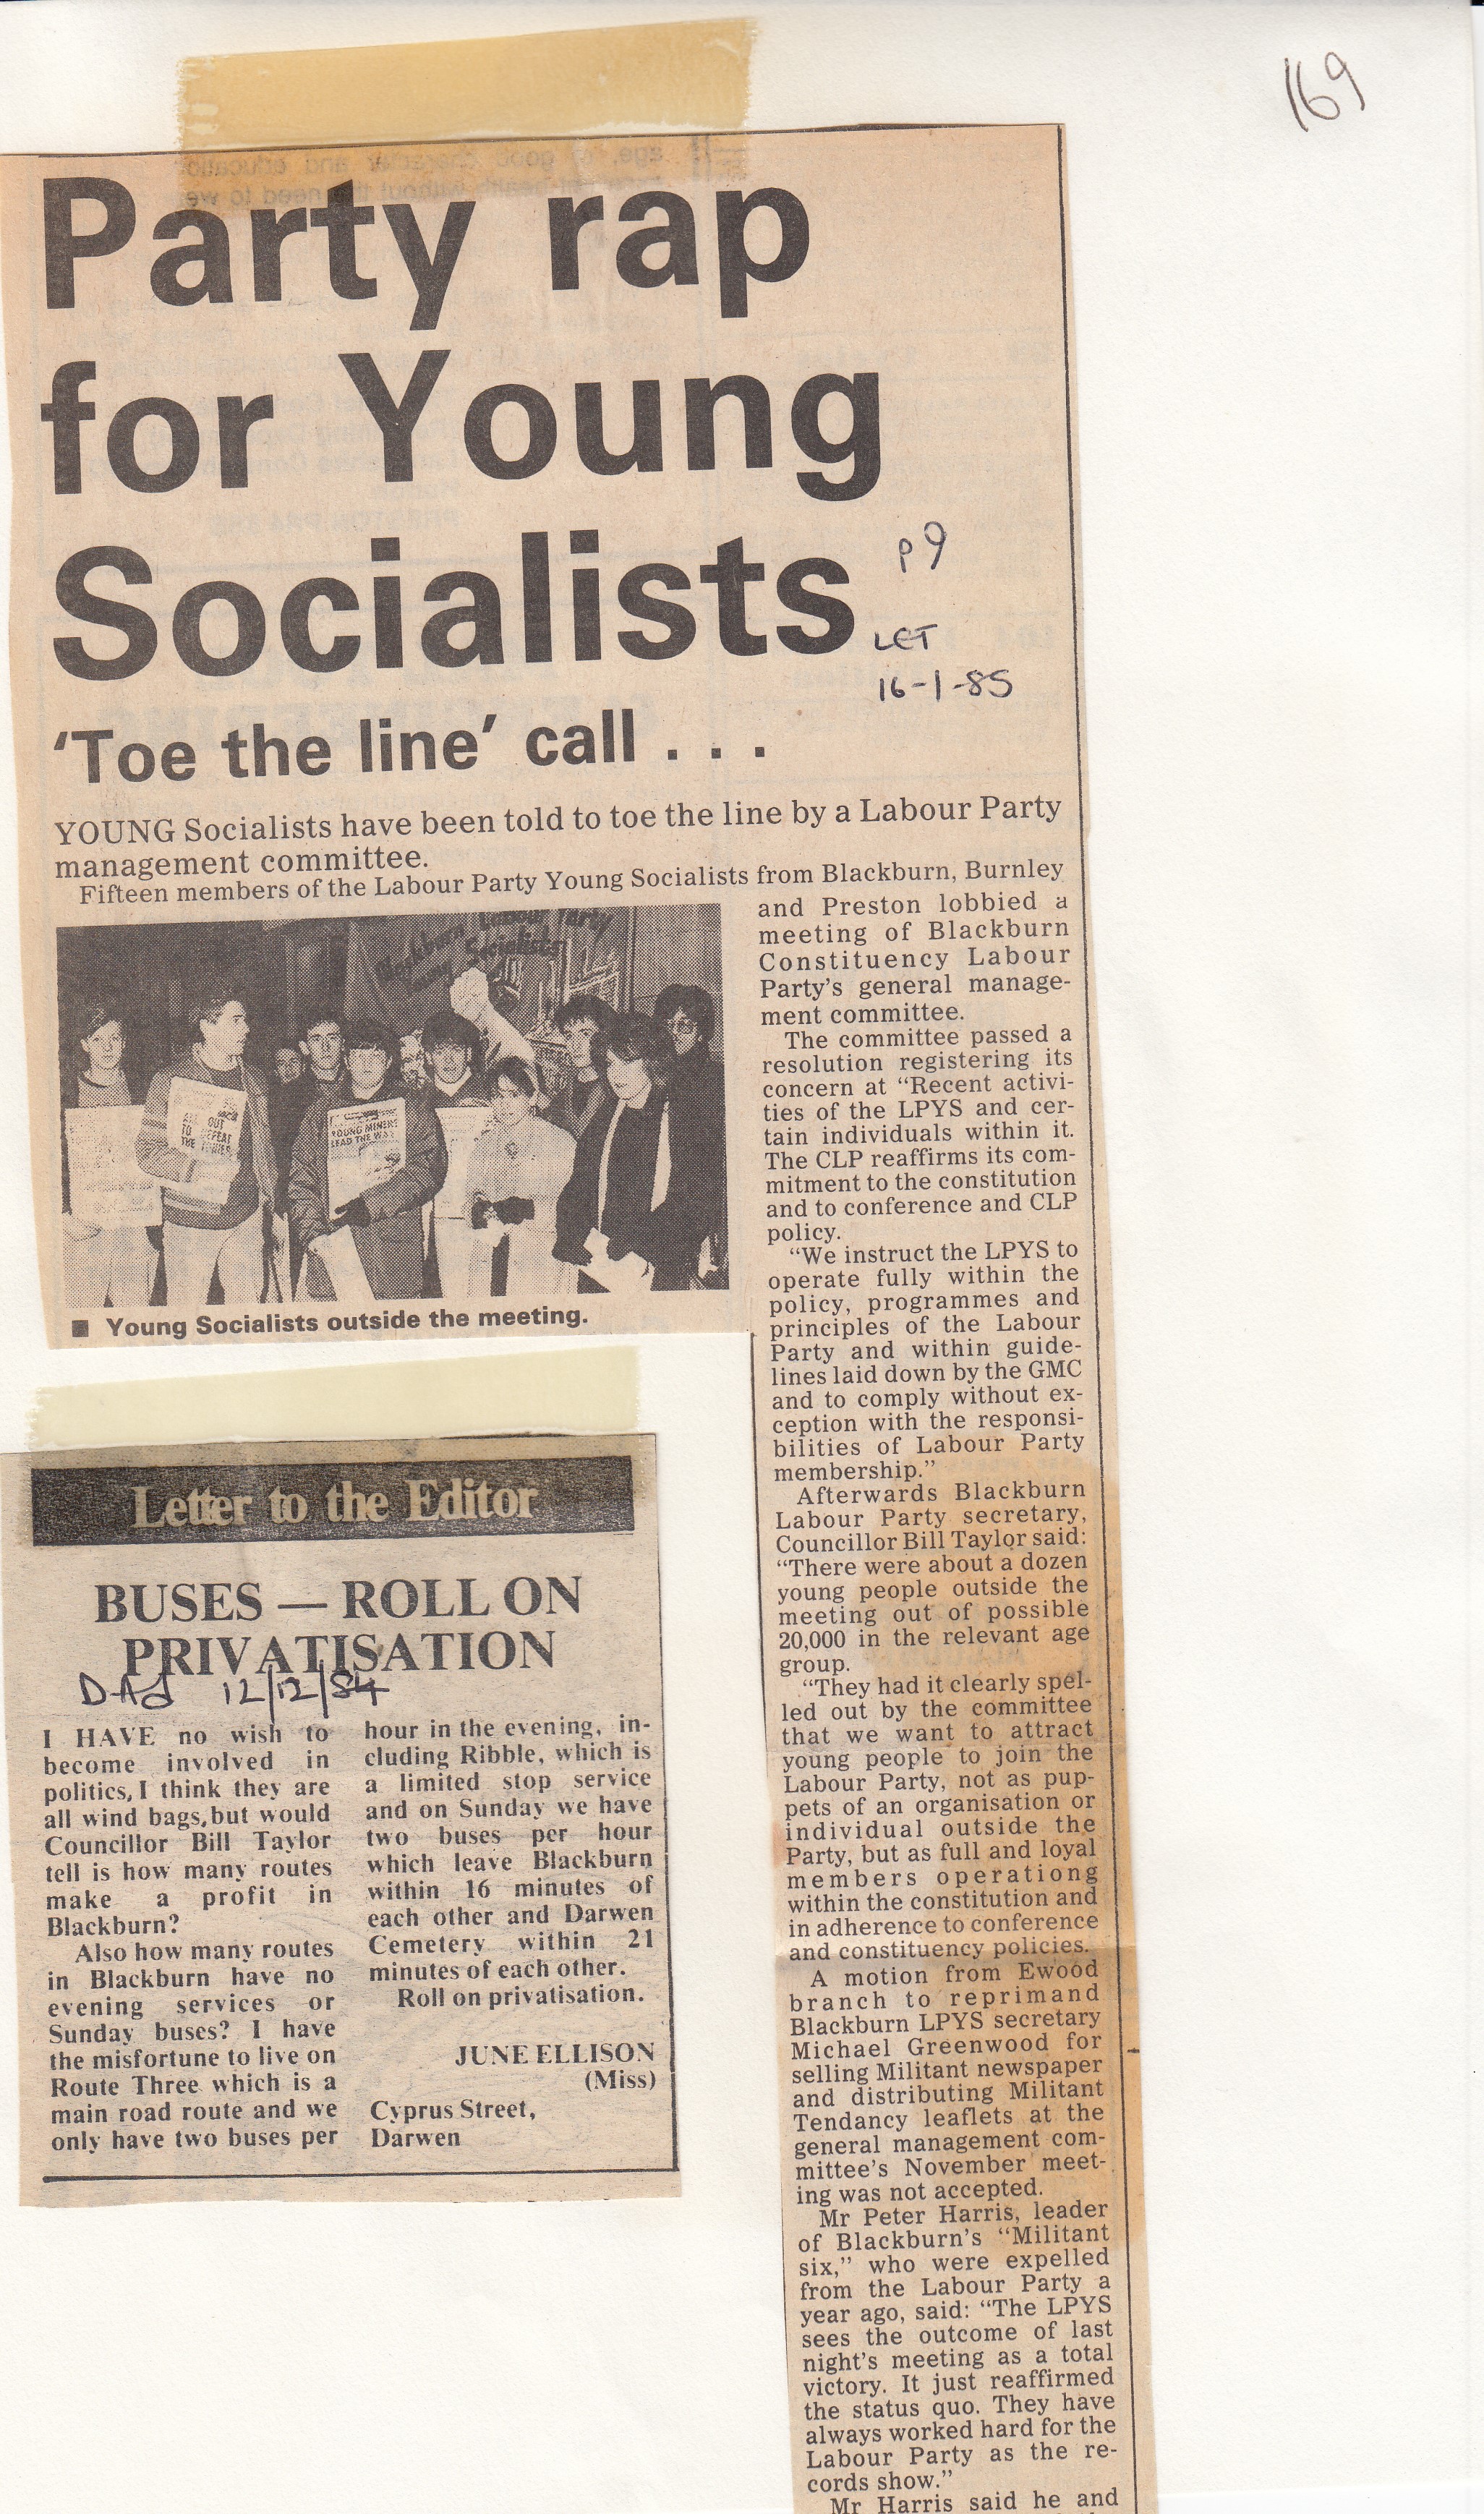 169
Party rap
for Young
Socialists
p9
LET
16-1-85
'Toe the line' call . . .
YOUNG Socialists have been told to toe the line by a Labour Party
management committee.
Fifteen members of the Labour Party Young Socialists from Blackburn, Burnley
and Preston lobbied a
meeting of Blackburn
Constituency Labour
Party's general manage-
ment committee.
The committee passed a
resolution registering its
concern at "Recent activi-
ties of the LPYS and cer-
tain individuals within it.
The CLP reaffirms its com-
mitment to the constitution
and to conference and CLP
policy.
"We instruct the LPYS to
operate fully within the
policy, programmes and
principles of the Labour
Party and within guide-
lines laid down by the GMC
and to comply without ex-
ception with the responsi-
bilities of Labour Party
membership."
Afterwards Blackburn
Labour Party secretary,
Councillor Bill Taylor said:
"There were about a dozen
young people outside the
meeting out of possible
20,000 in the relevant age
group.
"They had it clearly spel-
led out by the committee
that we want to attract
young people to join the
Labour Party, not as pup-
pets of an organisation or
individual outside the
Party, but as full and loyal
members operationg
within the constitution and
in adherence to conference
and constituency policies.
A motion from Ewood
branch to reprimand
Blackburn LPYS secretary
Michael Greenwood for
selling Militant newspaper
and distributing Militant
Tendancy leaflets at the
general management com-
mittee's November meet-
ing was not accepted.
Mr Peter Harris, leader
of Blackburn's "Militant
six," who were expelled
from the Labour Party a
year ago, said: "The LPYS
sees the outcome of last
night's meeting as a total
victory. It just reaffirmed
the status quo. They have
always worked hard for the
Labour Party as the re-
cords show."
Mr Harris said he and
Blackburn Labour Party
Young Socialists
OUT
TO DEFEAT
THE
YOUNG MINERS
LEAD THE WAY
■ Young Socialists outside the meeting.
Letter to the Editor
BUSES — ROLL ON
PRIVATISATION
DAd 12/12/84
I HAVE no wish to
become involved in
politics, I think they are
all wind bags, but would
Councillor Bill Taylor
tell is how many routes
make a profit in
Blackburn?
Also how many routes
in Blackburn have no
evening services or
Sunday buses? I have
the misfortune to live on
Route Three which is a
main road route and we
only have two buses per
hour in the evening, in-
cluding Ribble, which is
a limited stop service
and on Sunday we have
two buses per hour
which leave Blackburn
within 16 minutes of
each other and Darwen
Cemetery within 21
minutes of each other.
Roll on privatisation.
JUNE ELLISON
(Miss)
Cyprus Street,
Darwen